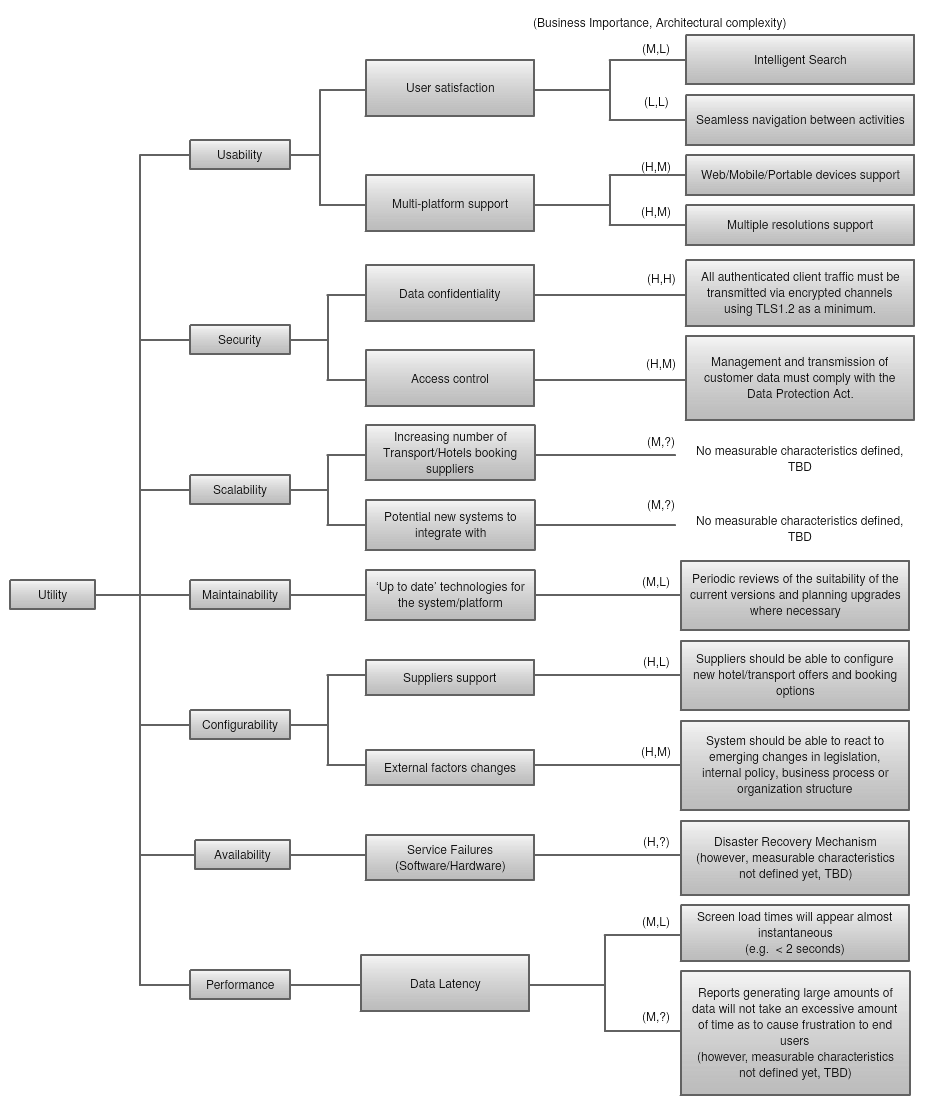 (Business Importance, Architectural complexity)
(M,L)
Intelligent Search
User satisfaction
(L,L)
Seamless navigation between activities
Usability
(H,M)
Web/Mobile/Portable devices support
Multi-platform support
(H,M)
Multiple resolutions support
(H,H)
All authenticated client traffic must be
transmitted via encrypted channels
using TLS1.2 as a minimum.
Data confidentiality
Security
(H,M)
Management and transmission of
customer data must comply with the
Data Protection Act.
Access control
Increasing number of
Transport/Hotels booking
suppliers
(M,?)
No measurable characteristics defined,
TBD
Scalability
Potential new systems to
integrate with
(M,?)
No measurable characteristics defined,
TBD
Utility
Maintainability
‘Up to date’ technologies for
the system/platform
(M,L)
Periodic reviews of the suitability of the
current versions and planning upgrades
where necessary
Suppliers support
(H,L)
Suppliers should be able to configure
new hotel/transport offers and booking
options
Configurability
External factors changes
(H,M)
System should be able to react to
emerging changes in legislation,
internal policy, business process or
organization structure
Availability
Service Failures
(Software/Hardware)
(H,?)
Disaster Recovery Mechanism
(however, measurable characteristics
not defined yet, TBD)
(M,L)
Screen load times will appear almost
instantaneous
(e.g. < 2 seconds)
Performance
Data Latency
(M,?)
Reports generating large amounts of
data will not take an excessive amount
of time as to cause frustration to end
users
(however, measurable characteristics
not defined yet, TBD)